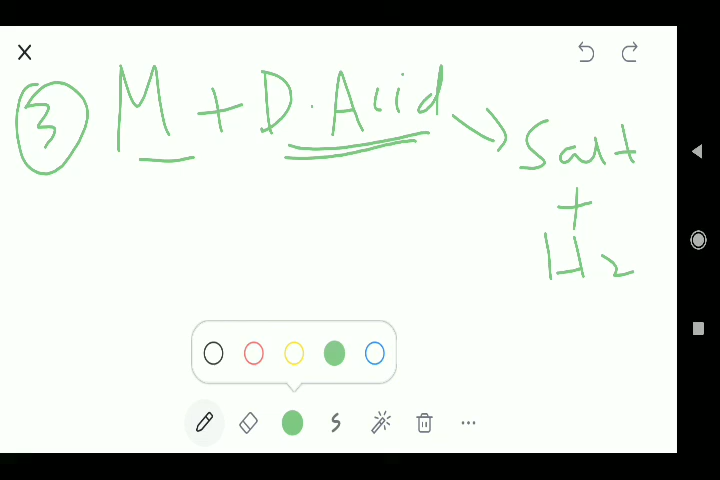 ③ M + D. Acid → Salt
+
H2